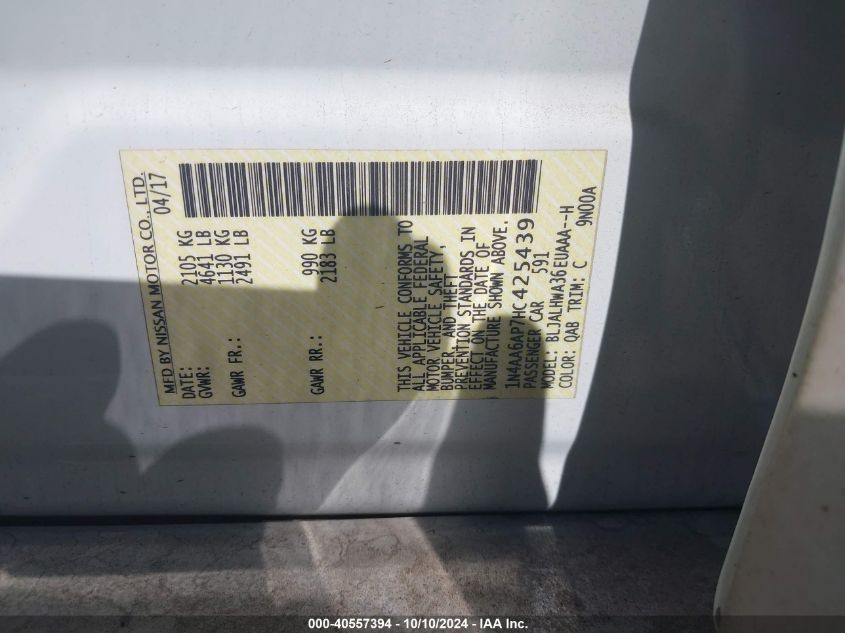 MFD BY NISSAN MOTOR CO., LTD.
DATE: 04/17
GVWR: 2105 KG
4641 LB
GAWR FR.: 1130 KG
2491 LB
GAWR RR.: 990 KG
2183 LB
THIS VEHICLE CONFORMS TO
ALL APPLICABLE FEDERAL
MOTOR VEHICLE SAFETY,
BUMPER, AND THEFT
PREVENTION STANDARDS IN
EFFECT ON THE DATE OF
MANUFACTURE SHOWN ABOVE.
1N4AA6AP7HC425439
PASSENGER CAR 591
MODEL: BLJALHWA36EUAAA--H
COLOR: QAB TRIM: C 9N00A
000-40557394 - 10/10/2024 - IAA Inc.